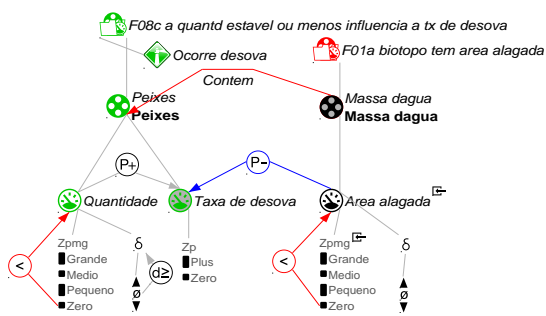 F08c a quantd estavel ou menos influencia a tx de desova
Ocorre desova
F01a biotopo tem area alagada
Contem
Peixes
Peixes
Massa dagua
Massa dagua
P+
P-
Quantidade
Taxa de desova
Area alagada
Zpmg
Grande
Medio
Pequeno
Zero
<
δ
d≥
ø
Zp
Plus
Zero
Zpmg
Grande
Medio
Pequeno
Zero
<
δ
ø